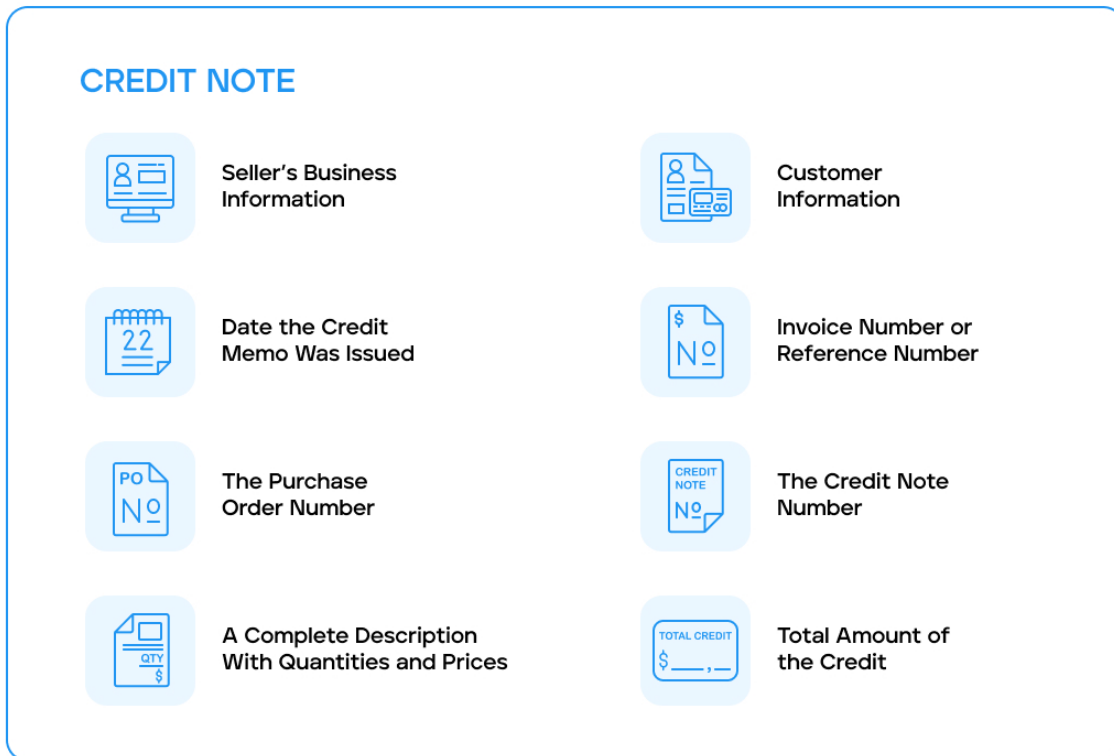 CREDIT NOTE
Seller's Business
Information
Customer
Information
22
Date the Credit
Memo Was Issued
$
Nº
Invoice Number or
Reference Number
PO
Nº
The Purchase
Order Number
CREDIT
NOTE
Nº
The Credit Note
Number
QTY
$
A Complete Description
With Quantities and Prices
TOTAL CREDIT
$ __,_
Total Amount of
the Credit